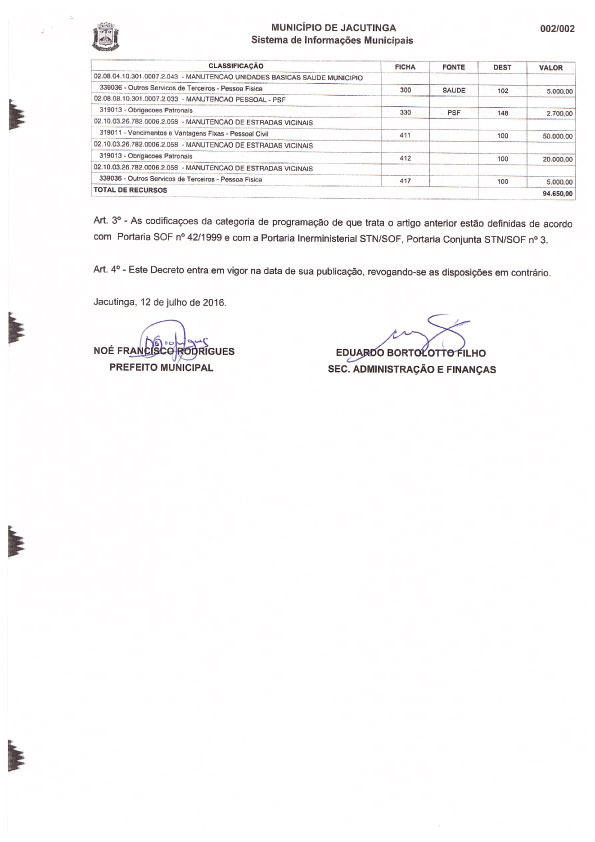 MUNICÍPIO DE JACUTINGA 002/002
Sistema de Informações Municipais
CLASSIFICAÇÃO FICHA FONTE DEST VALOR
02.08.04.10.301.0007.2.043 - MANUTENCAO UNIDADES BASICAS SAUDE MUNICIPIO
339036 - Outros Servicos de Terceiros - Pessoa Fisica 300 SAUDE 102 5.000,00
02.08.08.10.301.0007.2.033 - MANUTENCAO PESSOAL - PSF
319013 - Obrigacoes Patronais 330 PSF 148 2.700,00
02.10.03.26.782.0006.2.058 - MANUTENCAO DE ESTRADAS VICINAIS
319011 - Vencimentos e Vantagens Fixas - Pessoal Civil 411 100 50.000,00
02.10.03.26.782.0006.2.058 - MANUTENCAO DE ESTRADAS VICINAIS
319013 - Obrigacoes Patronais 412 100 20.000,00
02.10.03.26.782.0006.2.058 - MANUTENCAO DE ESTRADAS VICINAIS
339036 - Outros Servicos de Terceiros - Pessoa Fisica 417 100 5.000,00
TOTAL DE RECURSOS 94.650,00
Art. 3º - As codificaçoes da categoria de programação de que trata o artigo anterior estão definidas de acordo
com Portaria SOF nº 42/1999 e com a Portaria Inerministerial STN/SOF, Portaria Conjunta STN/SOF nº 3.
Art. 4º - Este Decreto entra em vigor na data de sua publicação, revogando-se as disposições em contrário.
Jacutinga, 12 de julho de 2016.
NOÉ FRANCISCO RODRIGUES EDUARDO BORTOLOTTO FILHO
PREFEITO MUNICIPAL SEC. ADMINISTRAÇÃO E FINANÇAS